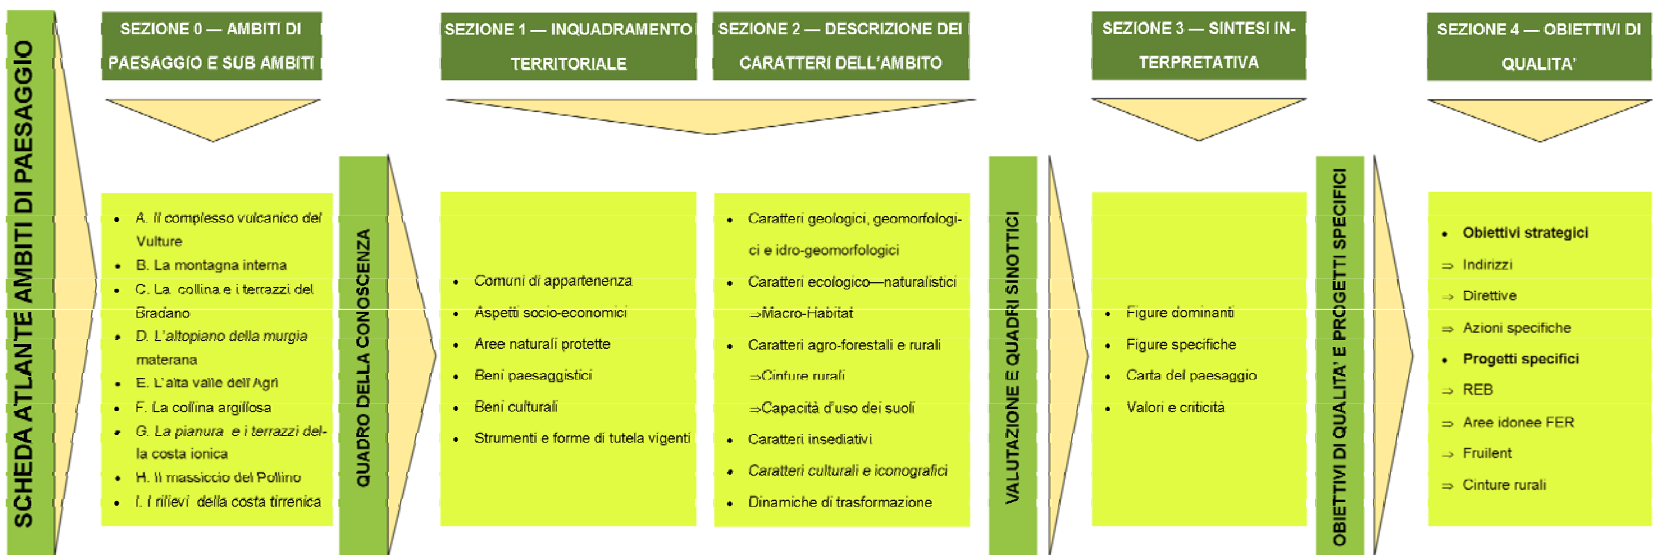 SCHEDA ATLANTE AMBITI DI PAESAGGIO
SEZIONE 0 — AMBITI DI
PAESAGGIO E SUB AMBITI
• A. Il complesso vulcanico del
Vulture
• B. La montagna interna
• C. La collina e i terrazzi del
Bradano
• D. L'altopiano della murgia
materana
• E. L'alta valle dell'Agri
• F. La collina argillosa
• G. La pianura e i terrazzi del-
la costa ionica
• H. Il massiccio del Pollino
• I. I rilievi della costa tirrenica
QUADRO DELLA CONOSCENZA
SEZIONE 1 — INQUADRAMENTO
TERRITORIALE
• Comuni di appartenenza
• Aspetti socio-economici
• Aree naturali protette
• Beni paesaggistici
• Beni culturali
• Strumenti e forme di tutela vigenti
SEZIONE 2 — DESCRIZIONE DEI
CARATTERI DELL'AMBITO
• Caratteri geologici, geomorfologi-
ci e idro-geomorfologici
• Caratteri ecologico—naturalistici
⇒Macro-Habitat
• Caratteri agro-forestali e rurali
⇒Cinture rurali
⇒Capacità d'uso dei suoli
• Caratteri insediativi
• Caratteri culturali e iconografici
• Dinamiche di trasformazione
VALUTAZIONE E QUADRI SINOTTICI
SEZIONE 3 — SINTESI IN-
TERPRETATIVA
• Figure dominanti
• Figure specifiche
• Carta del paesaggio
• Valori e criticità
OBIETTIVI DI QUALITA' E PROGETTI SPECIFICI
SEZIONE 4 — OBIETTIVI DI
QUALITA'
• Obiettivi strategici
⇒ Indirizzi
⇒ Direttive
⇒ Azioni specifiche
• Progetti specifici
⇒ REB
⇒ Aree idonee FER
⇒ Fruilent
⇒ Cinture rurali